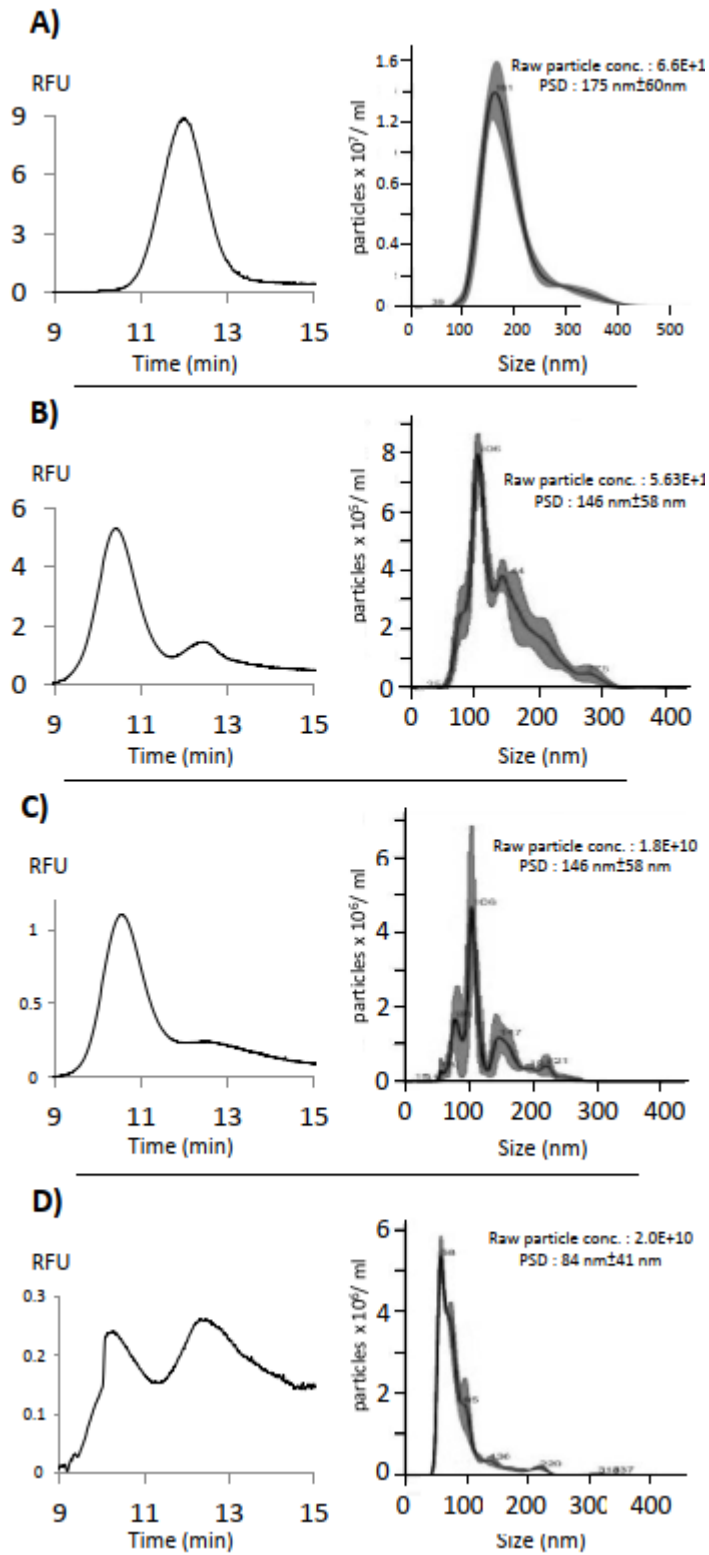 A)
RFU
9
6
3
0
9 11 13 15
Time (min)
particles x 10⁷/ ml
1.6
1.2
0.6
0.4
0
0 100 200 300 400 500
Size (nm)
Raw particle conc. : 6.6E+1
PSD : 175 nm±60nm
B)
RFU
6
4
2
0
9 11 13 15
Time (min)
particles x 10⁵/ ml
8
6
4
2
0
0 100 200 300 400
Size (nm)
Raw particle conc. : 5.63E+1
PSD : 146 nm±58 nm
C)
RFU
1
0.5
0
9 11 13 15
Time (min)
particles x 10⁶/ ml
6
4
2
0
0 100 200 300 400
Size (nm)
Raw particle conc. : 1.8E+10
PSD : 146 nm±58 nm
106
D)
RFU
0.3
0.2
0.1
0
9 11 13 15
Time (min)
particles x 10⁶/ ml
6
4
2
0
0 100 200 300 400
Size (nm)
Raw particle conc. : 2.0E+10
PSD : 84 nm±41 nm
136
220